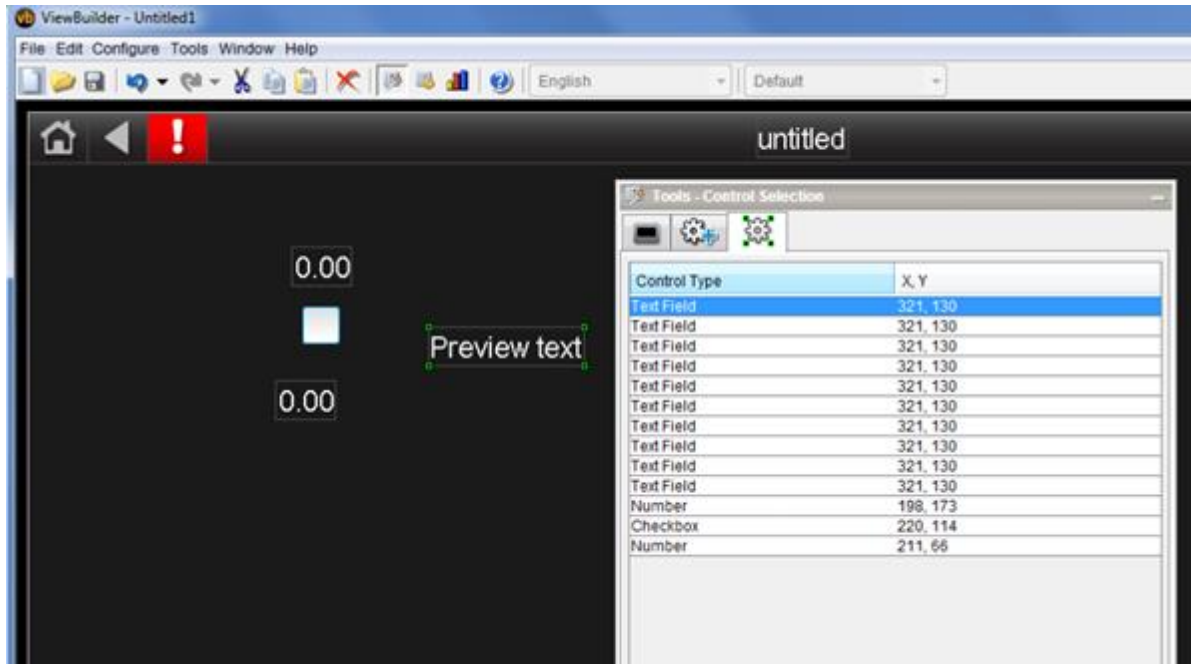 ViewBuilder - Untitled1
File Edit Configure Tools Window Help
English Default
! untitled
Tools - Control Selection
0.00
Preview text
0.00
Control Type X, Y
Text Field 321, 130
Text Field 321, 130
Text Field 321, 130
Text Field 321, 130
Text Field 321, 130
Text Field 321, 130
Text Field 321, 130
Text Field 321, 130
Text Field 321, 130
Text Field 321, 130
Number 198, 173
Checkbox 220, 114
Number 211, 66